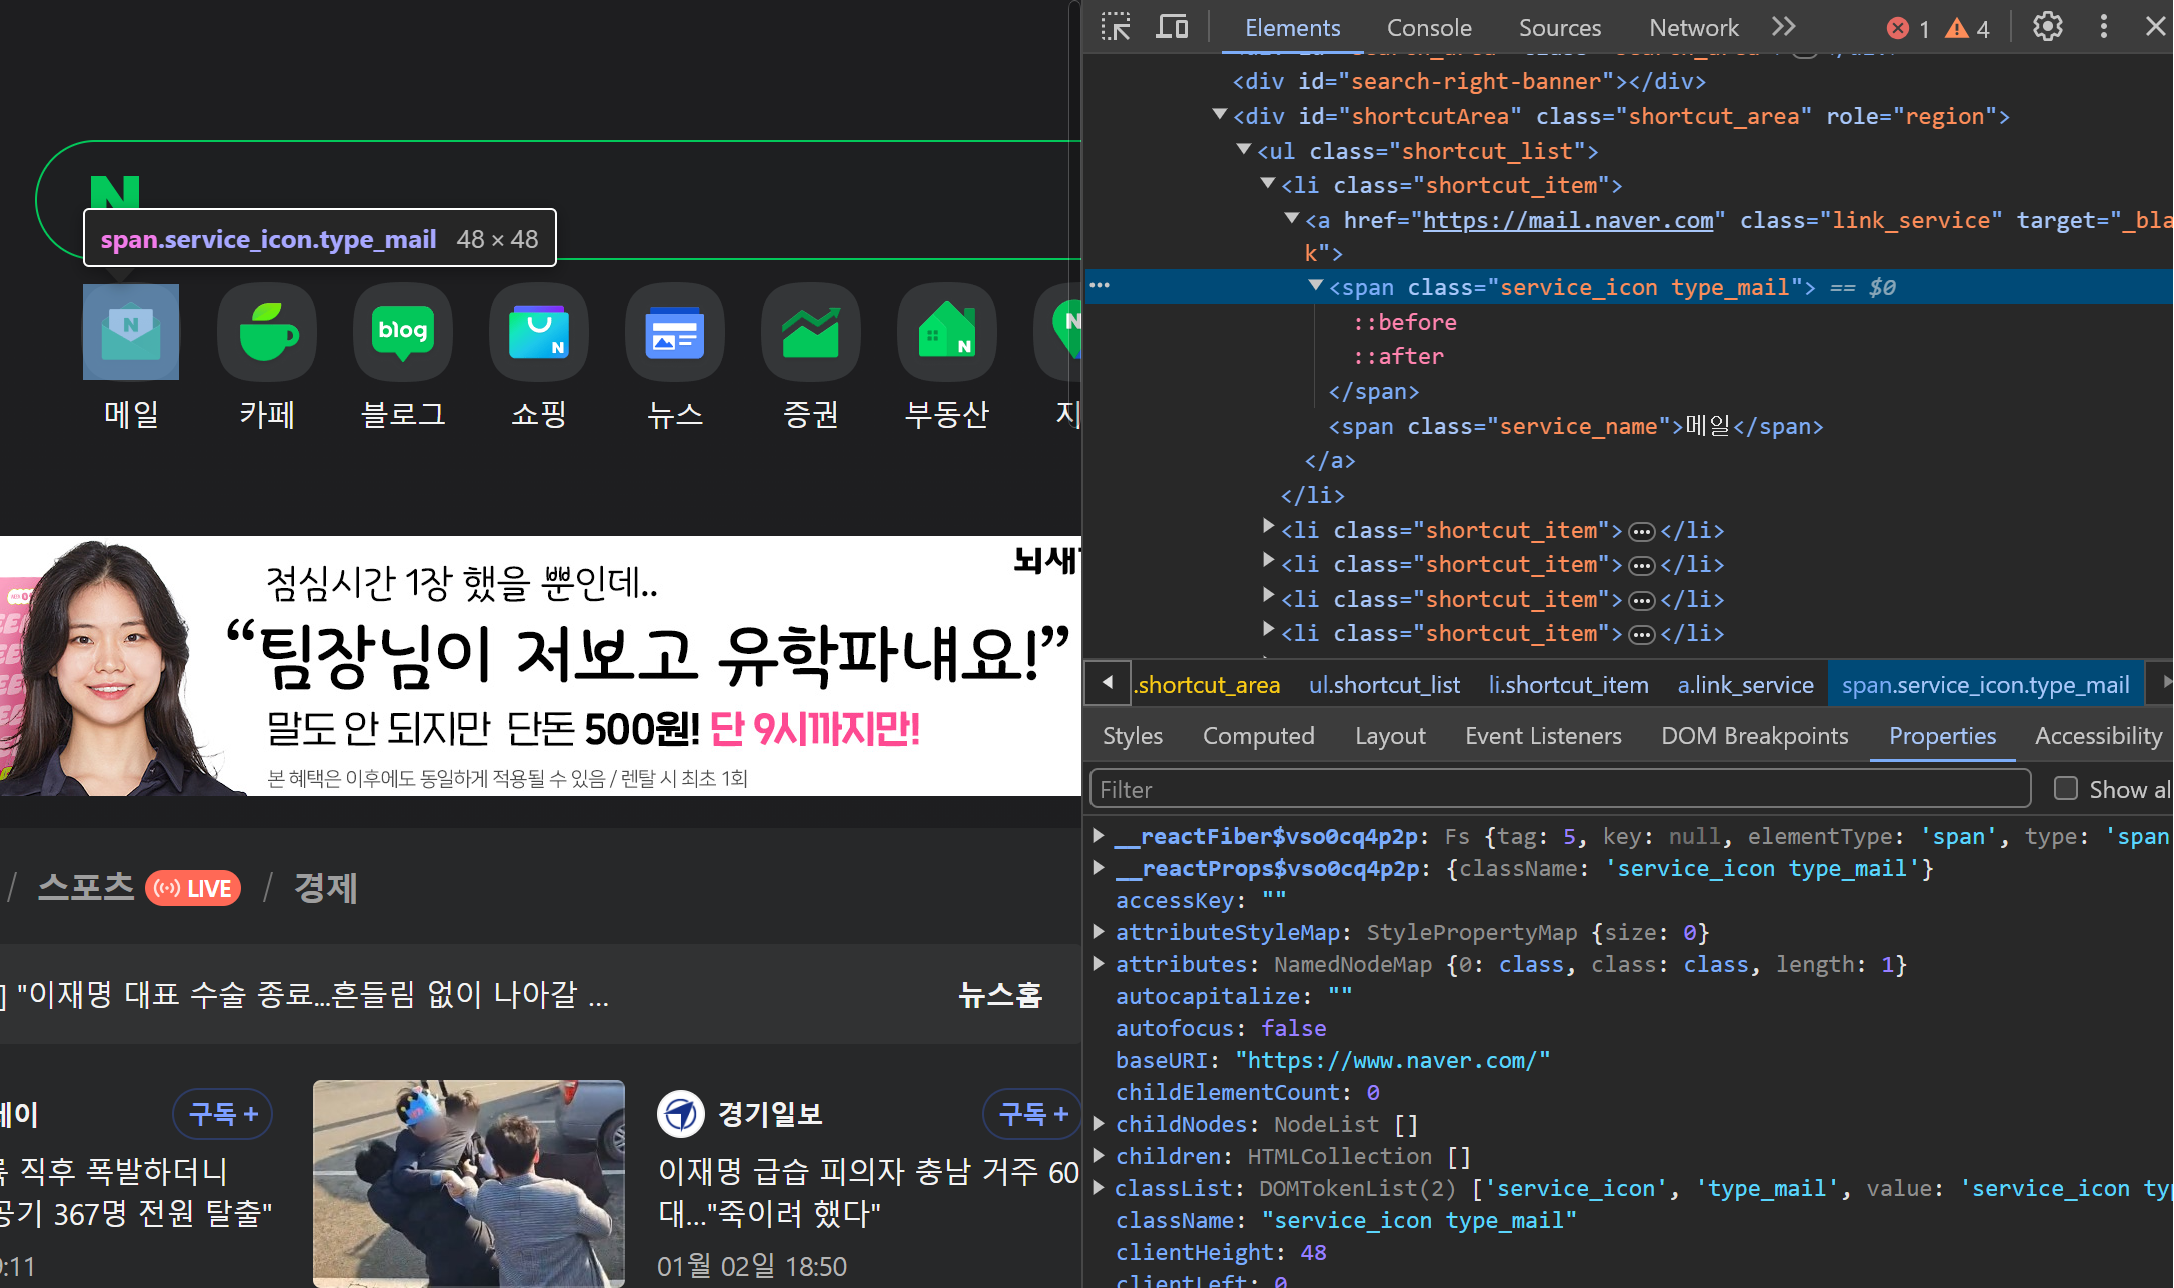 N
span.service_icon.type_mail 48 × 48
N
blog
N
N
N
메일
카페
블로그
쇼핑
뉴스
증권
부동산
점심시간 1장 했을 뿐인데..
“팀장님이 저보고 유학파냬요!”
말도 안 되지만 단돈 500원! 단 9시까지만!
본 혜택은 이후에도 동일하게 적용될 수 있음 / 렌탈 시 최초 1회
뇌새
/ 스포츠 LIVE / 경제
] "이재명 대표 수술 종료...흔들림 없이 나아갈 ...
뉴스홈
구독 +
직후 폭발하더니
공기 367명 전원 탈출"
:11
경기일보
구독 +
이재명 급습 피의자 충남 거주 60
대..."죽이려 했다"
01월 02일 18:50
Elements Console Sources Network 1 4
<div id="search-right-banner"></div>
<div id="shortcutArea" class="shortcut_area" role="region">
<ul class="shortcut_list">
<li class="shortcut_item">
<a href="https://mail.naver.com" class="link_service" target="_bla
k">
<span class="service_icon type_mail"> == $0
::before
::after
</span>
<span class="service_name">메일</span>
</a>
</li>
<li class="shortcut_item">…</li>
<li class="shortcut_item">…</li>
<li class="shortcut_item">…</li>
<li class="shortcut_item">…</li>
.shortcut_area ul.shortcut_list li.shortcut_item a.link_service span.service_icon.type_mail
Styles Computed Layout Event Listeners DOM Breakpoints Properties Accessibility
Filter
Show al
__reactFiber$vso0cq4p2p: Fs {tag: 5, key: null, elementType: 'span', type: 'span
__reactProps$vso0cq4p2p: {className: 'service_icon type_mail'}
accessKey: ""
attributeStyleMap: StylePropertyMap {size: 0}
attributes: NamedNodeMap {0: class, class: class, length: 1}
autocapitalize: ""
autofocus: false
baseURI: "https://www.naver.com/"
childElementCount: 0
childNodes: NodeList []
children: HTMLCollection []
classList: DOMTokenList(2) ['service_icon', 'type_mail', value: 'service_icon typ
className: "service_icon type_mail"
clientHeight: 48
clientLeft: 0